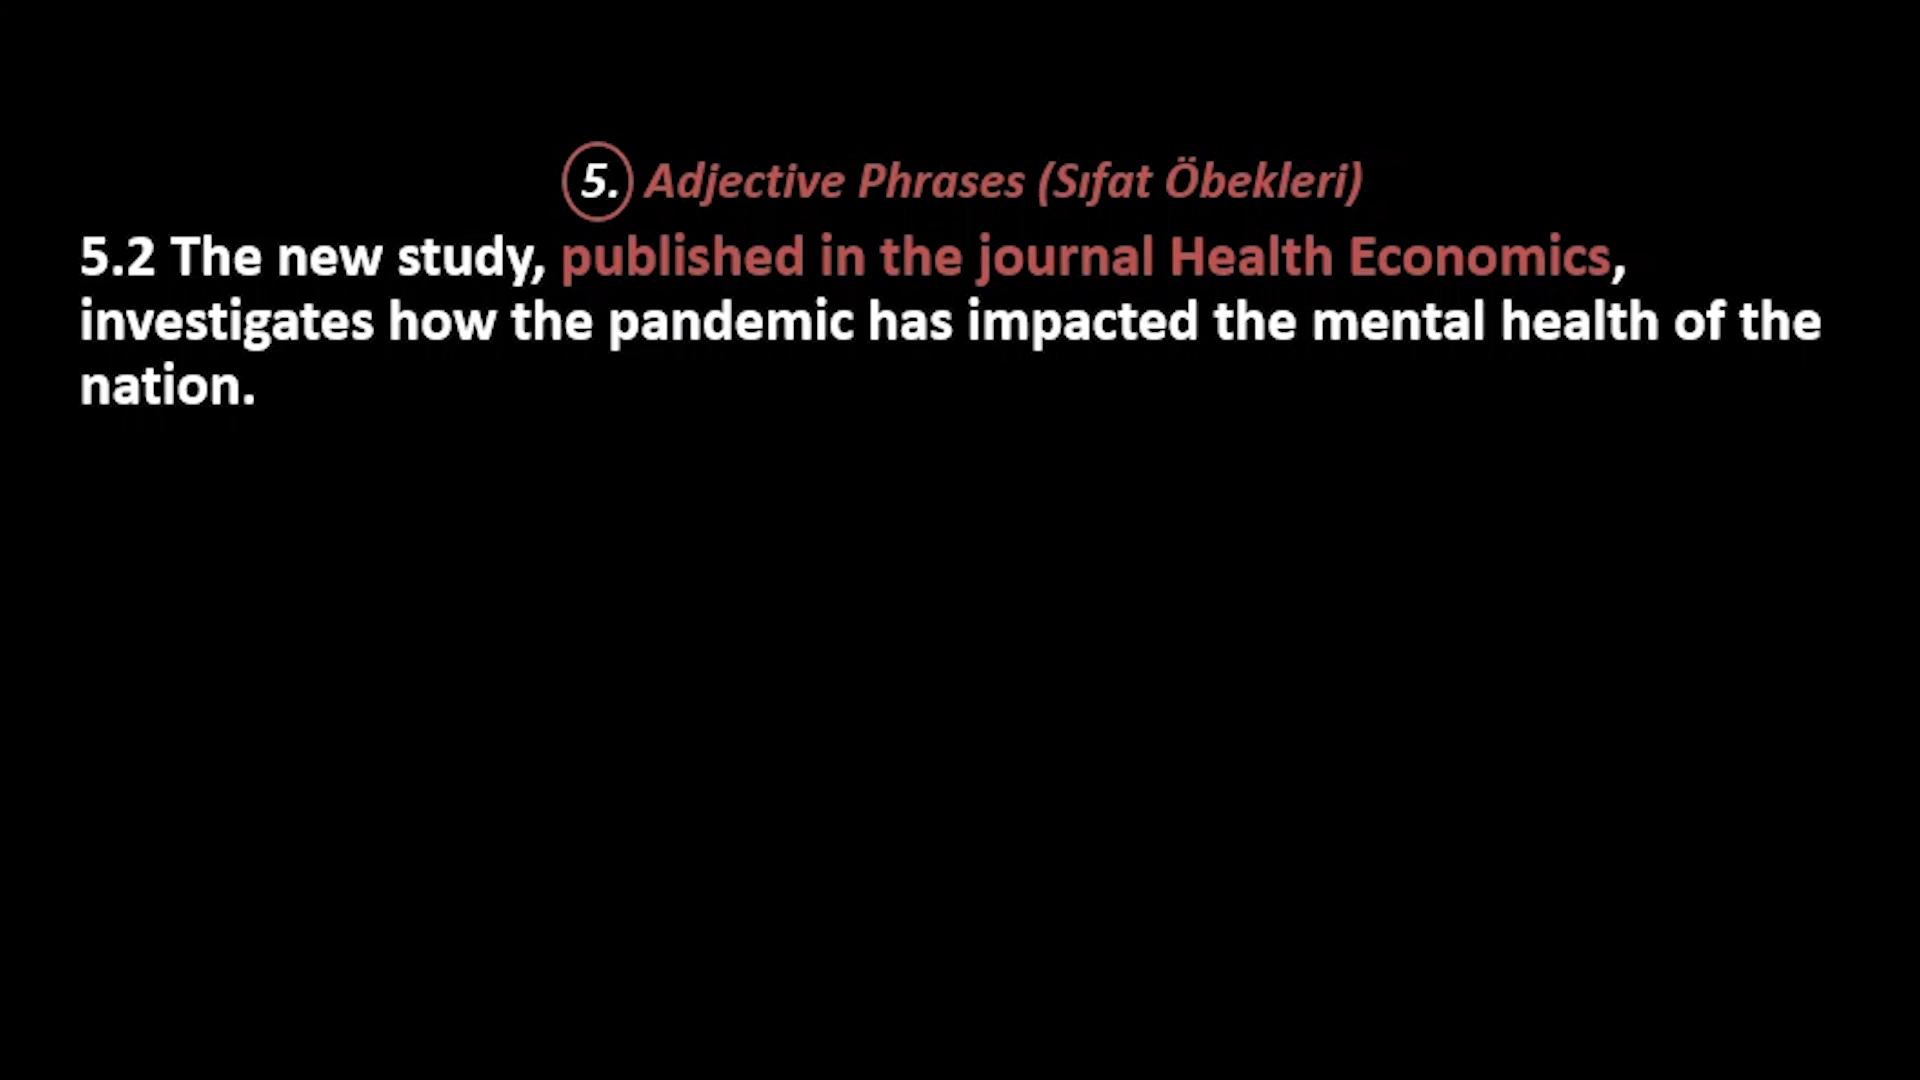 5. Adjective Phrases (Sıfat Öbekleri)
5.2 The new study, published in the journal Health Economics,
investigates how the pandemic has impacted the mental health of the
nation.